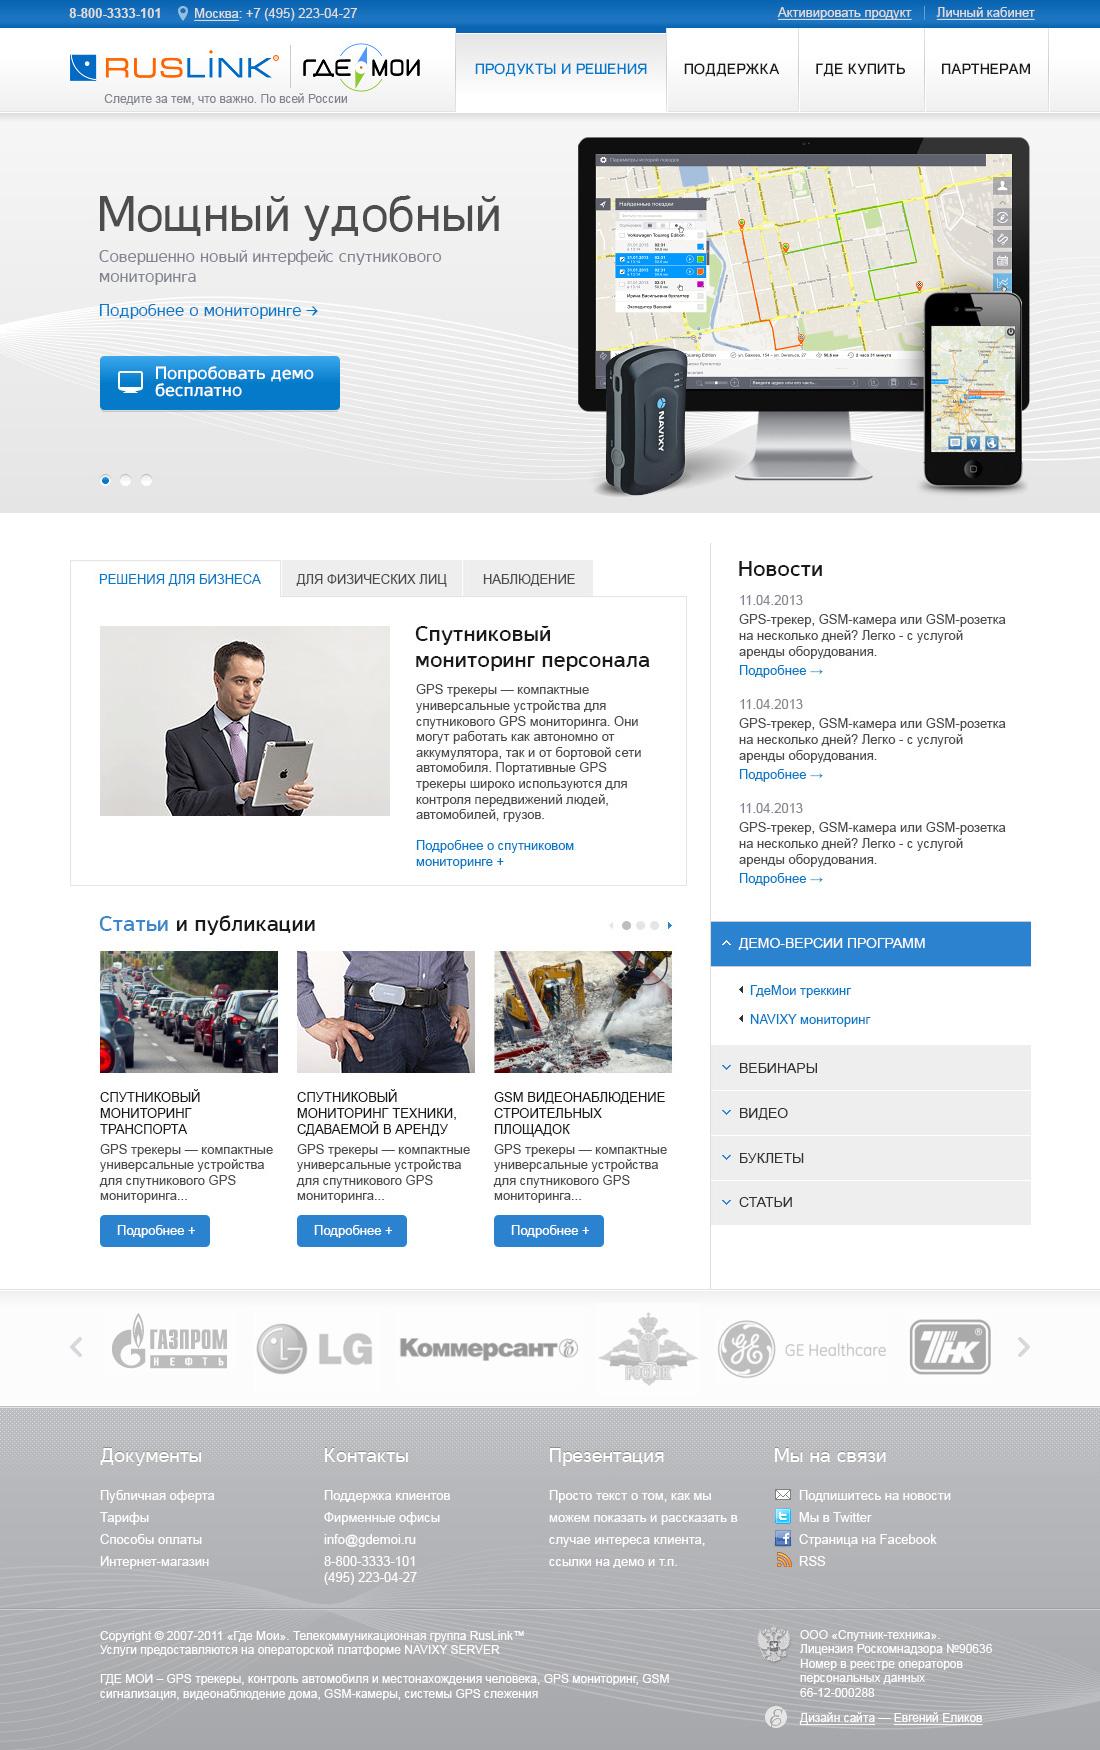 8-800-3333-101 Москва: +7 (495) 223-04-27 Активировать продукт Личный кабинет
RUSLINK ГДЕ МОИ
Следите за тем, что важно. По всей России
ПРОДУКТЫ И РЕШЕНИЯ ПОДДЕРЖКА ГДЕ КУПИТЬ ПАРТНЕРАМ
Мощный удобный
Совершенно новый интерфейс спутникового
мониторинга
Подробнее о мониторинге →
Попробовать демо
бесплатно
Параметры историй поездок
Найденные поездки
Volkswagen Touareg Edition
Ирина Васильевна бухгалтер
Экспедитор Василий
NAVIXY
РЕШЕНИЯ ДЛЯ БИЗНЕСА ДЛЯ ФИЗИЧЕСКИХ ЛИЦ НАБЛЮДЕНИЕ
Спутниковый
мониторинг персонала
GPS трекеры — компактные
универсальные устройства для
спутникового GPS мониторинга. Они
могут работать как автономно от
аккумулятора, так и от бортовой сети
автомобиля. Портативные GPS
трекеры широко используются для
контроля передвижений людей,
автомобилей, грузов.
Подробнее о спутниковом
мониторинге +
Новости
11.04.2013
GPS-трекер, GSM-камера или GSM-розетка
на несколько дней? Легко - с услугой
аренды оборудования.
Подробнее →
11.04.2013
GPS-трекер, GSM-камера или GSM-розетка
на несколько дней? Легко - с услугой
аренды оборудования.
Подробнее →
11.04.2013
GPS-трекер, GSM-камера или GSM-розетка
на несколько дней? Легко - с услугой
аренды оборудования.
Подробнее →
Статьи и публикации
СПУТНИКОВЫЙ
МОНИТОРИНГ
ТРАНСПОРТА
GPS трекеры — компактные
универсальные устройства
для спутникового GPS
мониторинга...
Подробнее +
СПУТНИКОВЫЙ
МОНИТОРИНГ ТЕХНИКИ,
СДАВАЕМОЙ В АРЕНДУ
GPS трекеры — компактные
универсальные устройства
для спутникового GPS
мониторинга...
Подробнее +
GSM ВИДЕОНАБЛЮДЕНИЕ
СТРОИТЕЛЬНЫХ
ПЛОЩАДОК
GPS трекеры — компактные
универсальные устройства
для спутникового GPS
мониторинга...
Подробнее +
ДЕМО-ВЕРСИИ ПРОГРАММ
ГдеМои треккинг
NAVIXY мониторинг
ВЕБИНАРЫ
ВИДЕО
БУКЛЕТЫ
СТАТЬИ
ГАЗПРОМ
НЕФТЬ
LG
Коммерсантъ
GE Healthcare
ТНК
Документы
Публичная оферта
Тарифы
Способы оплаты
Интернет-магазин
Контакты
Поддержка клиентов
Фирменные офисы
info@gdemoi.ru
8-800-3333-101
(495) 223-04-27
Презентация
Просто текст о том, как мы
можем показать и рассказать в
случае интереса клиента,
ссылки на демо и т.п.
Мы на связи
Подпишитесь на новости
Мы в Twitter
Страница на Facebook
RSS
Copyright © 2007-2011 «Где Мои». Телекоммуникационная группа RusLink™
Услуги предоставляются на операторской платформе NAVIXY SERVER
ГДЕ МОИ – GPS трекеры, контроль автомобиля и местонахождения человека, GPS мониторинг, GSM
сигнализация, видеонаблюдение дома, GSM-камеры, системы GPS слежения
ООО «Спутник-техника».
Лицензия Роскомнадзора №90636
Номер в реестре операторов
персональных данных
66-12-000288
Дизайн сайта — Евгений Еликов